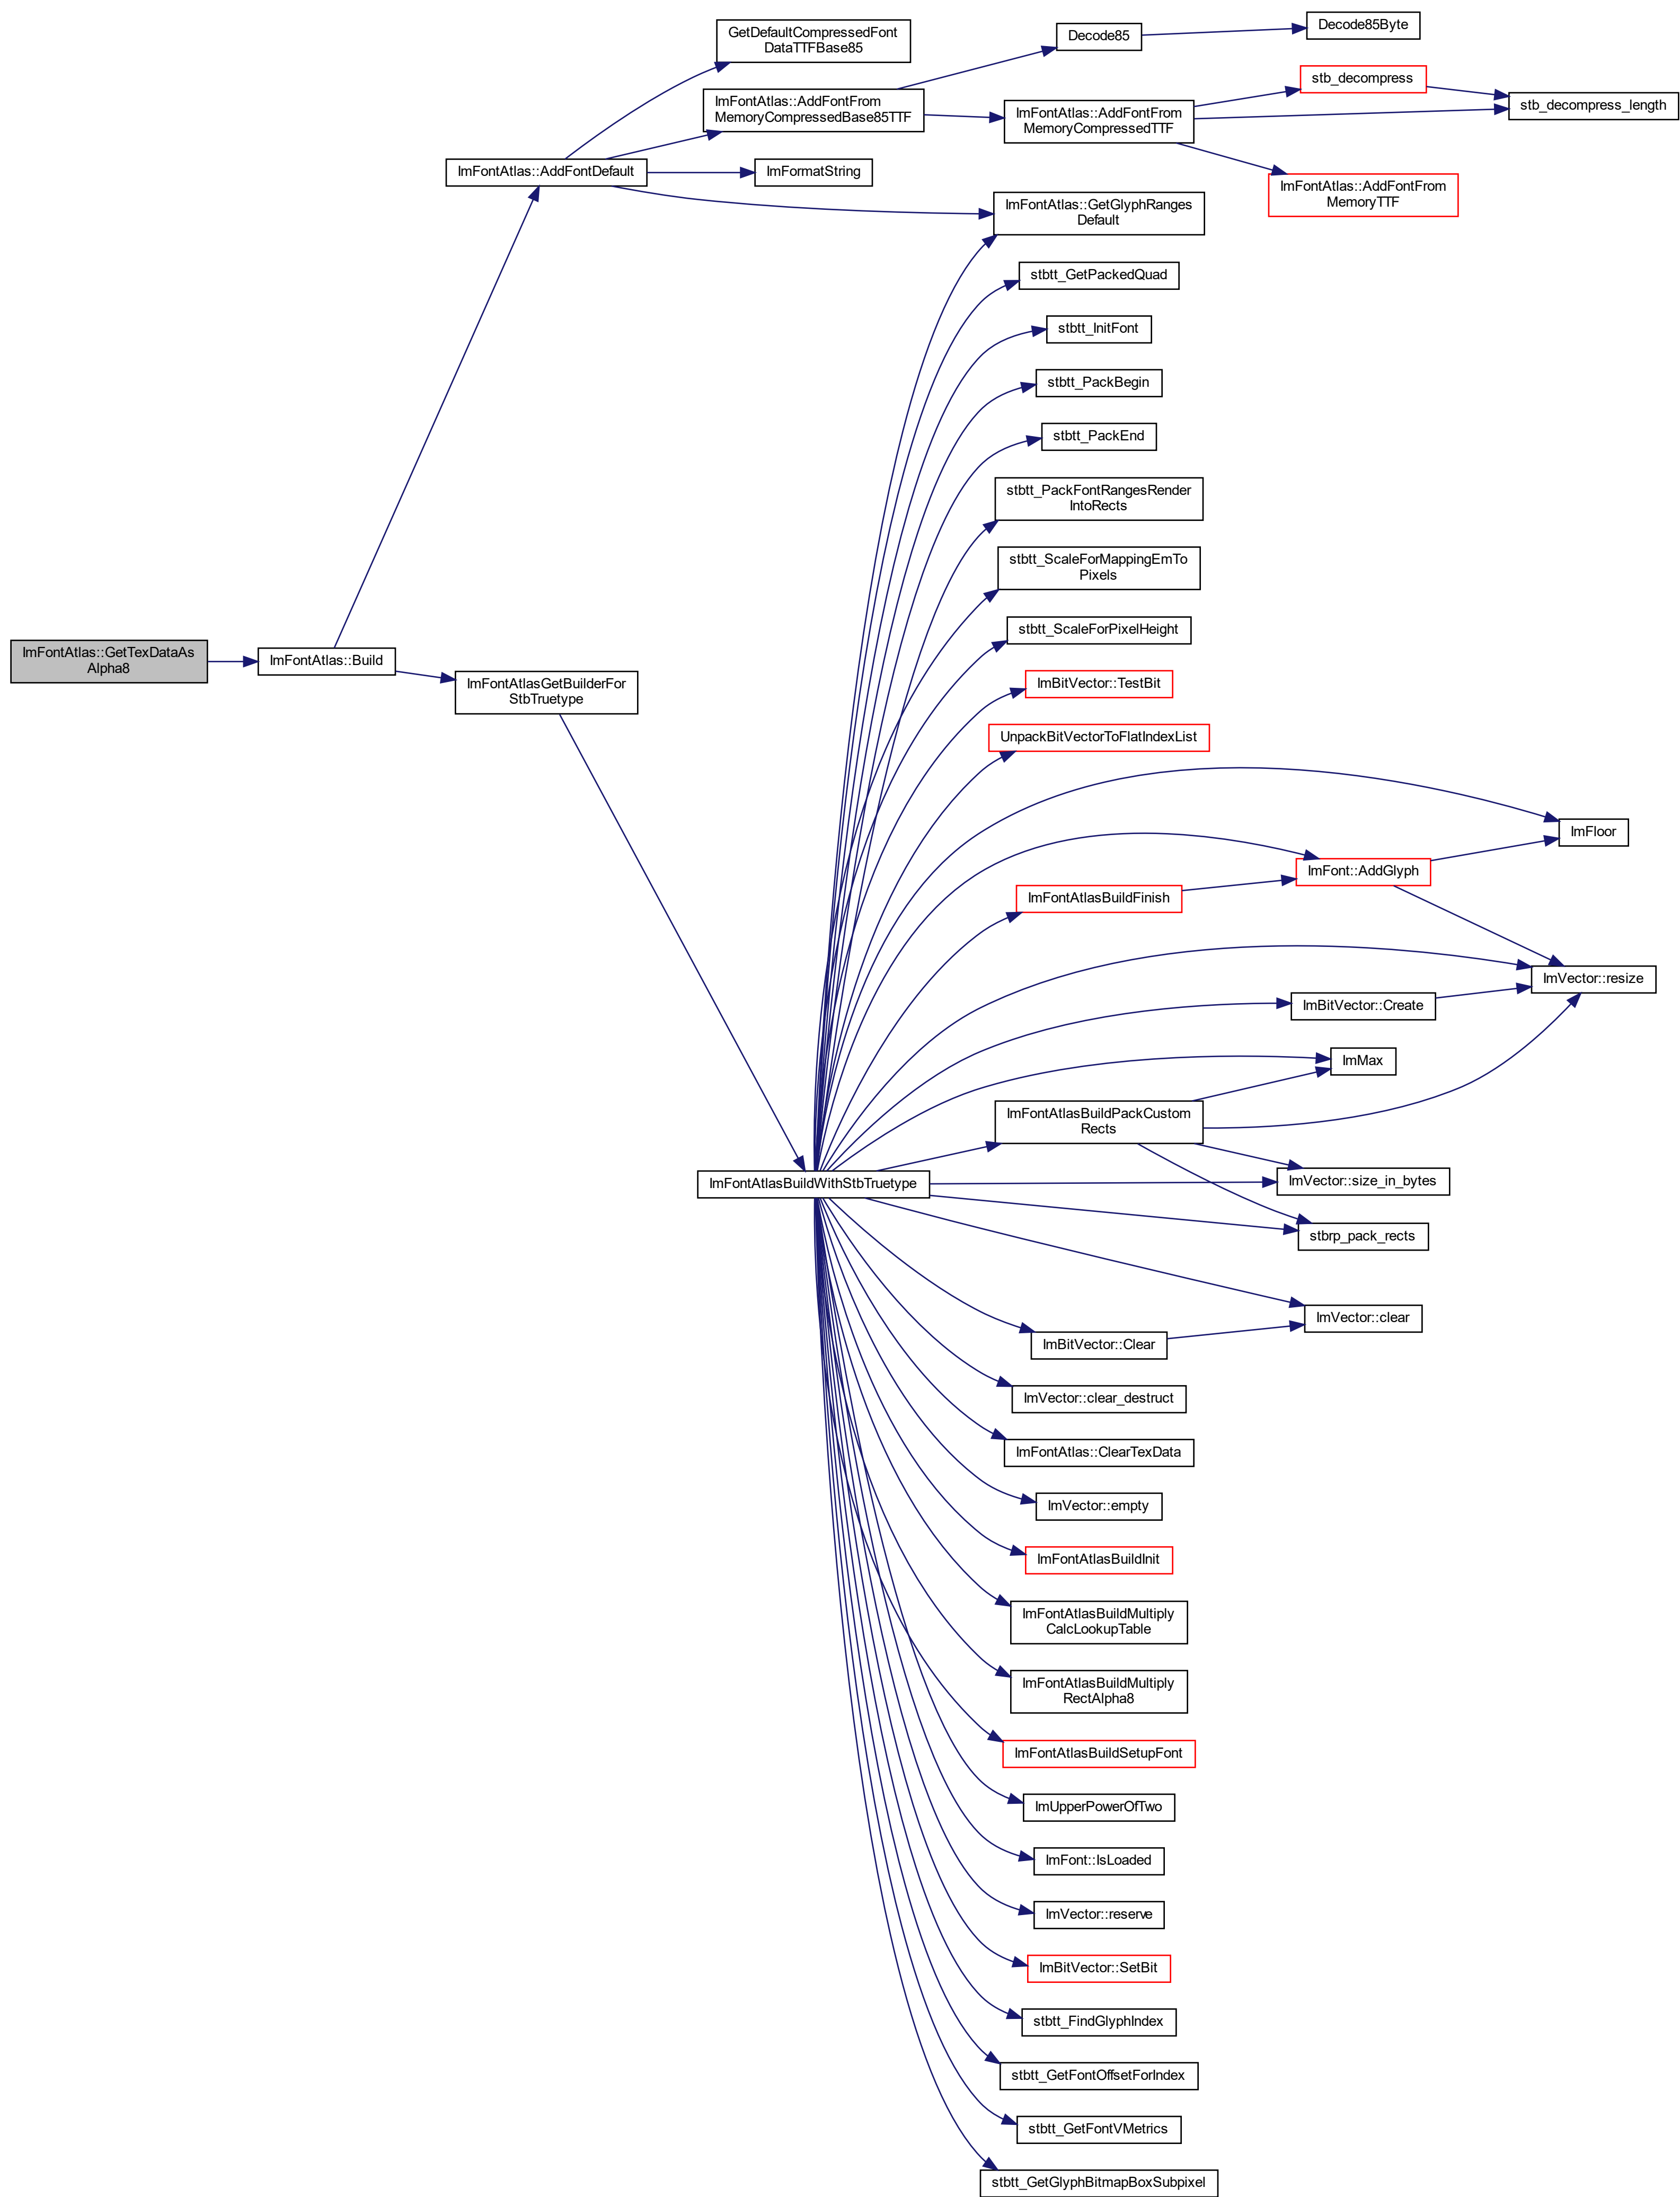 Decode85Byte
GetDefaultCompressedFont
DataTTFBase85
Decode85
stb_decompress
stb_decompress_length
ImFontAtlas::AddFontFrom
MemoryCompressedBase85TTF
ImFontAtlas::AddFontFrom
MemoryCompressedTTF
ImFontAtlas::AddFontDefault
ImFormatString
ImFontAtlas::AddFontFrom
MemoryTTF
ImFontAtlas::GetGlyphRanges
Default
stbtt_GetPackedQuad
stbtt_InitFont
stbtt_PackBegin
stbtt_PackEnd
stbtt_PackFontRangesRender
IntoRects
stbtt_ScaleForMappingEmTo
Pixels
stbtt_ScaleForPixelHeight
ImFontAtlas::GetTexDataAs
Alpha8
ImFontAtlas::Build
ImFontAtlasGetBuilderFor
StbTruetype
ImBitVector::TestBit
UnpackBitVectorToFlatIndexList
ImFloor
ImFont::AddGlyph
ImFontAtlasBuildFinish
ImVector::resize
ImBitVector::Create
ImMax
ImFontAtlasBuildPackCustom
Rects
ImFontAtlasBuildWithStbTruetype
ImVector::size_in_bytes
stbrp_pack_rects
ImVector::clear
ImBitVector::Clear
ImVector::clear_destruct
ImFontAtlas::ClearTexData
ImVector::empty
ImFontAtlasBuildInit
ImFontAtlasBuildMultiply
CalcLookupTable
ImFontAtlasBuildMultiply
RectAlpha8
ImFontAtlasBuildSetupFont
ImUpperPowerOfTwo
ImFont::IsLoaded
ImVector::reserve
ImBitVector::SetBit
stbtt_FindGlyphIndex
stbtt_GetFontOffsetForIndex
stbtt_GetFontVMetrics
stbtt_GetGlyphBitmapBoxSubpixel